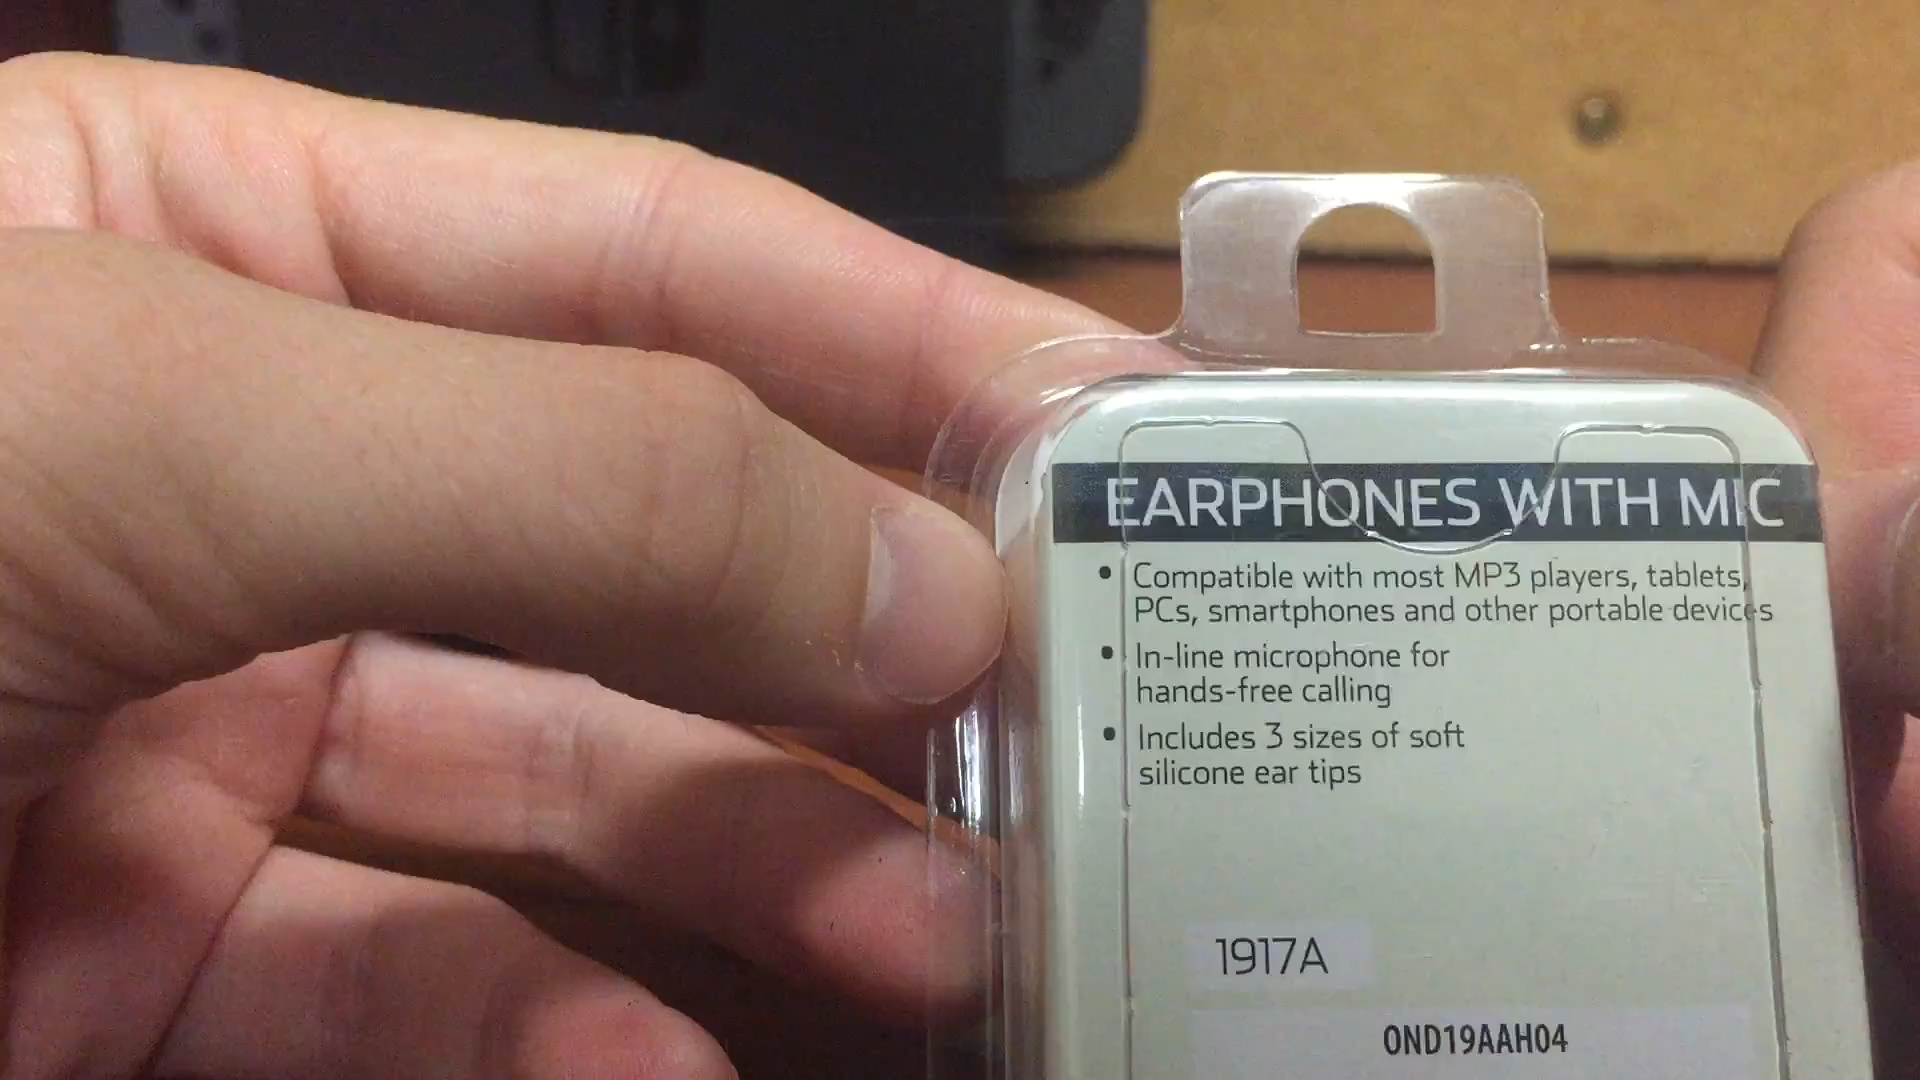 EARPHONES WITH MIC
• Compatible with most MP3 players, tablets,
PCs, smartphones and other portable devices
• In-line microphone for
hands-free calling
• Includes 3 sizes of soft
silicone ear tips
1917A
OND19AAH04